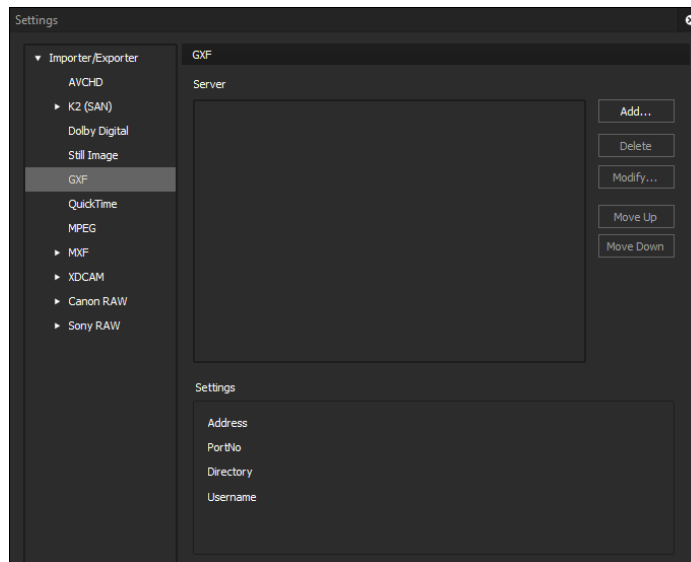 Settings
Importer/Exporter
AVCHD
K2 (SAN)
Dolby Digital
Still Image
GXF
QuickTime
MPEG
MXF
XDCAM
Canon RAW
Sony RAW
GXF
Server
Add...
Delete
Modify...
Move Up
Move Down
Settings
Address
PortNo
Directory
Username